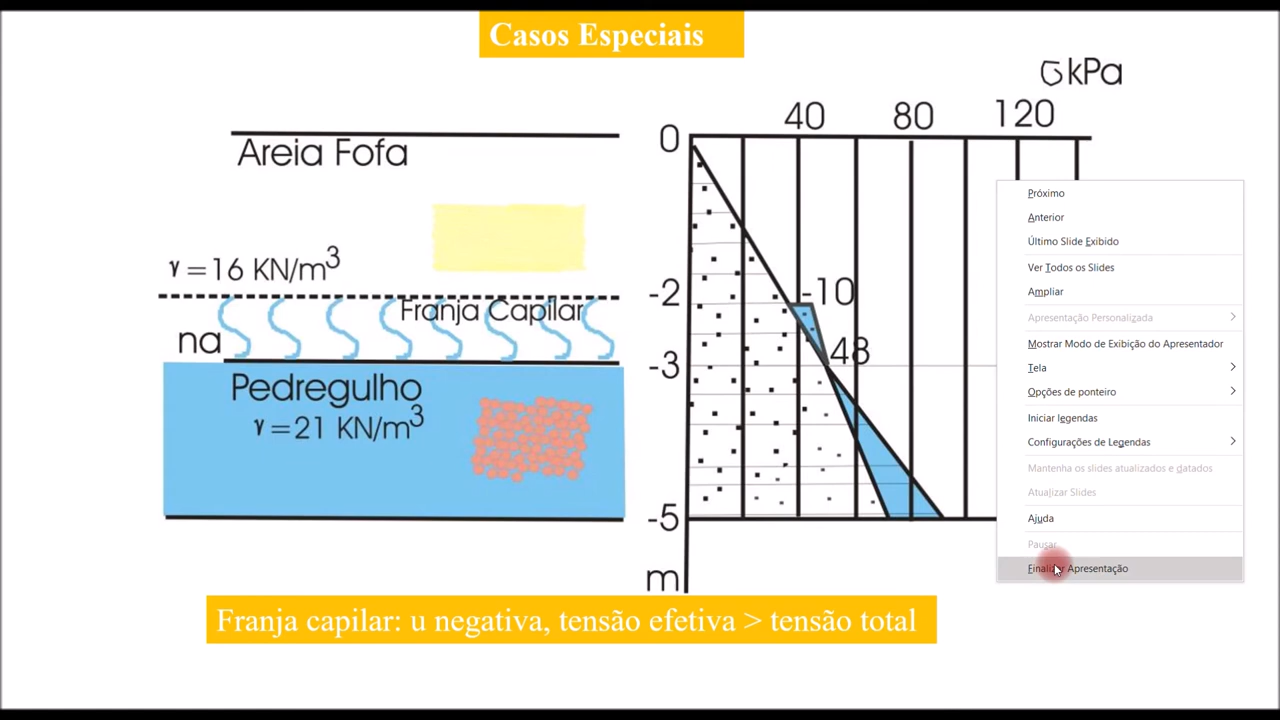 Casos Especiais
σ kPa
40 80 120
0
Areia Fofa
γ = 16 KN/m³
-2
-10
Franja Capilar
na
-3
48
Pedregulho
γ = 21 KN/m³
-5
m
Franja capilar: u negativa, tensão efetiva > tensão total
Próximo
Anterior
Último Slide Exibido
Ver Todos os Slides
Ampliar
Apresentação Personalizada
Mostrar Modo de Exibição do Apresentador
Tela
Opções de ponteiro
Iniciar legendas
Configurações de Legendas
Mantenha os slides atualizados e datados
Atualizar Slides
Ajuda
Pausar
Finalizar Apresentação